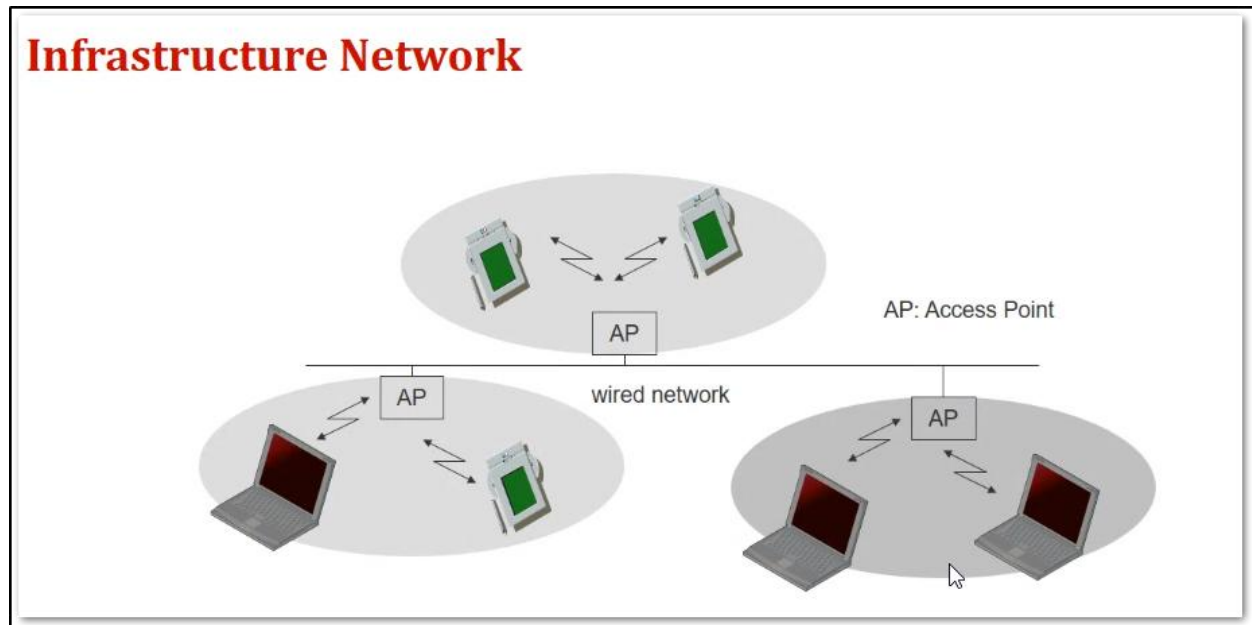 Infrastructure Network
AP: Access Point
AP
AP
wired network
AP